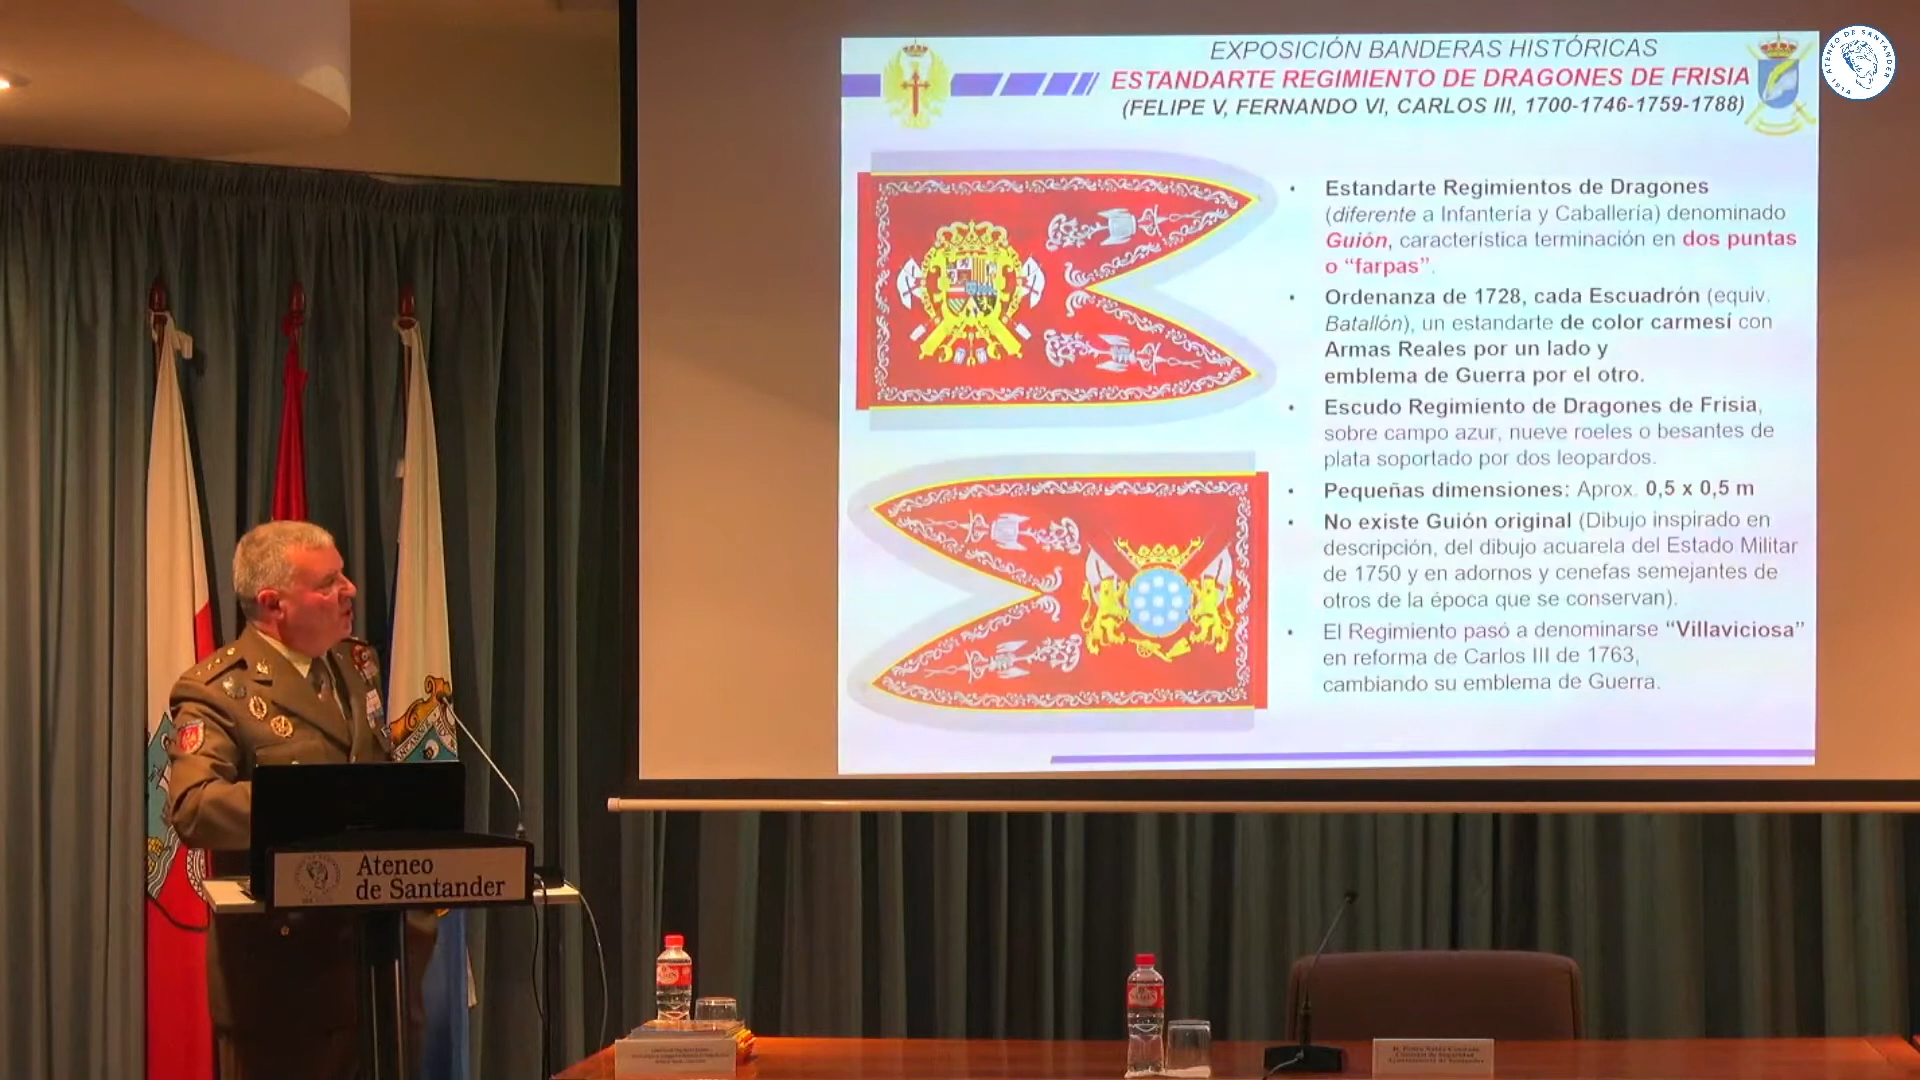 EXPOSICIÓN BANDERAS HISTÓRICAS
ESTANDARTE REGIMIENTO DE DRAGONES DE FRISIA
(FELIPE V, FERNANDO VI, CARLOS III, 1700-1746-1759-1788)
• Estandarte Regimientos de Dragones
(diferente a Infantería y Caballería) denominado
Guión, característica terminación en dos puntas
o “farpas”.
• Ordenanza de 1728, cada Escuadrón (equiv.
Batallón), un estandarte de color carmesí con
Armas Reales por un lado y
emblema de Guerra por el otro.
• Escudo Regimiento de Dragones de Frisia,
sobre campo azur, nueve roeles o besantes de
plata soportado por dos leopardos.
• Pequeñas dimensiones: Aprox. 0,5 x 0,5 m
• No existe Guión original (Dibujo inspirado en
descripción, del dibujo acuarela del Estado Militar
de 1750 y en adornos y cenefas semejantes de
otros de la época que se conservan).
• El Regimiento pasó a denominarse “Villaviciosa”
en reforma de Carlos III de 1763,
cambiando su emblema de Guerra.
ATENEO DE SANTANDER
1914
Ateneo
de Santander